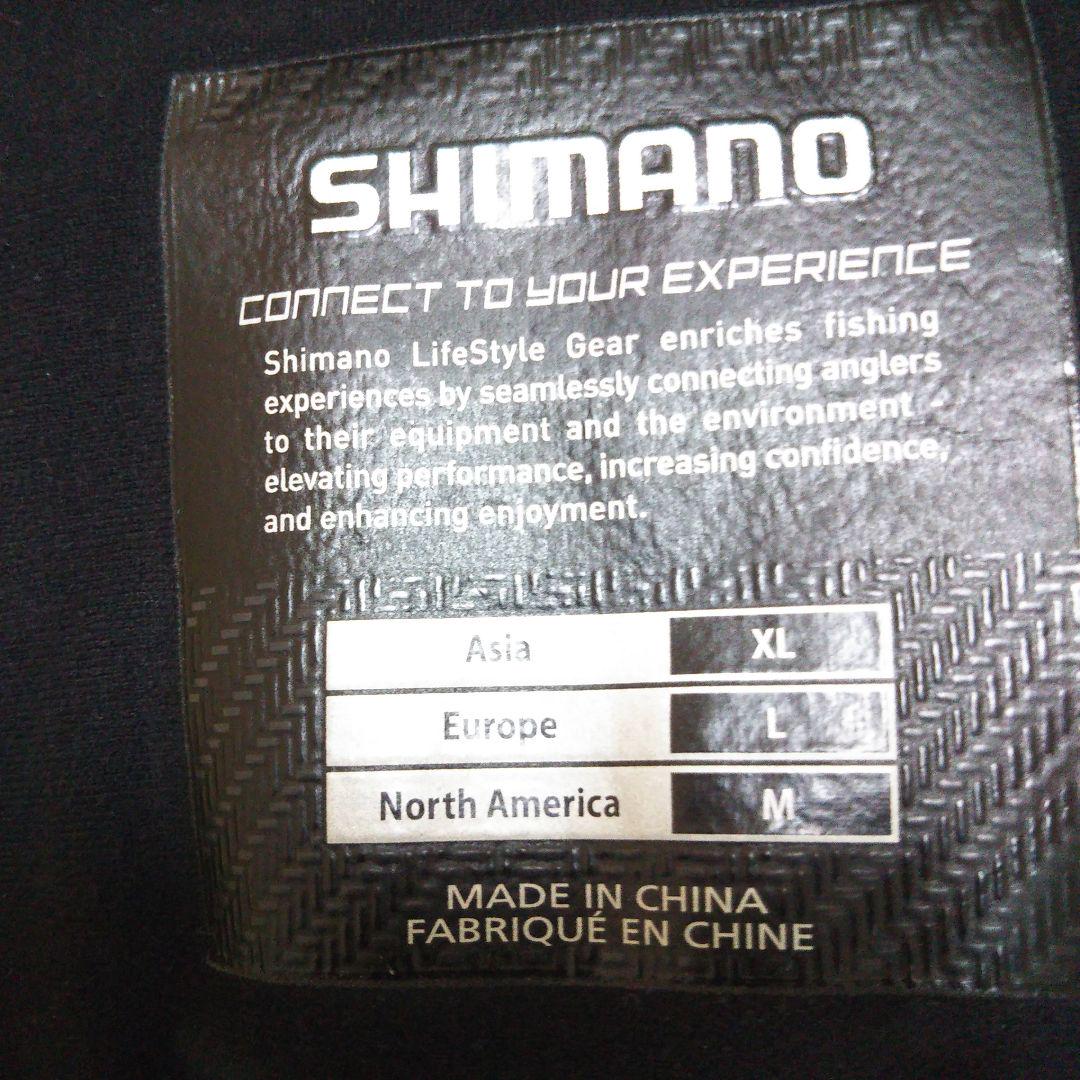 SHIMANO
CONNECT TO YOUR EXPERIENCE
Shimano LifeStyle Gear enriches fishing
experiences by seamlessly connecting anglers
to their equipment and the environment -
elevating performance, increasing confidence,
and enhancing enjoyment.
Asia XL
Europe L
North America M
MADE IN CHINA
FABRIQUÉ EN CHINE